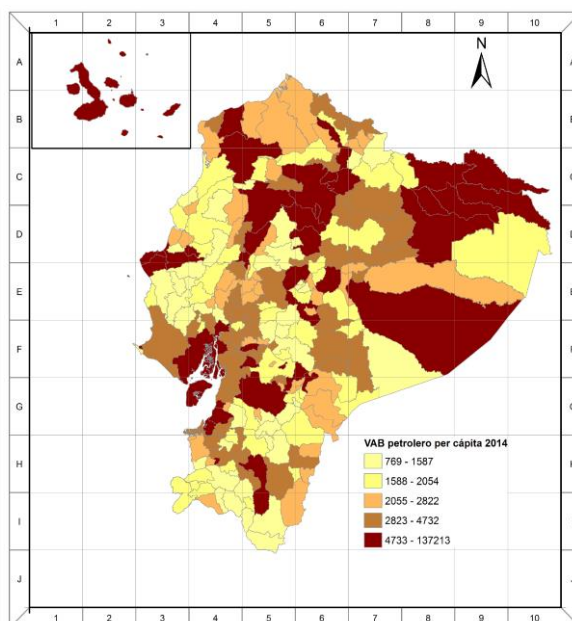 1 2 3 4 5 6 7 8 9 10
A
B
C
D
E
F
G
H
I
J
N
A
B
C
D
E
F
G
H
I
J
VAB petrolero per cápita 2014
769 - 1587
1588 - 2054
2055 - 2822
2823 - 4732
4733 - 137213
1 2 3 4 5 6 7 8 9 10